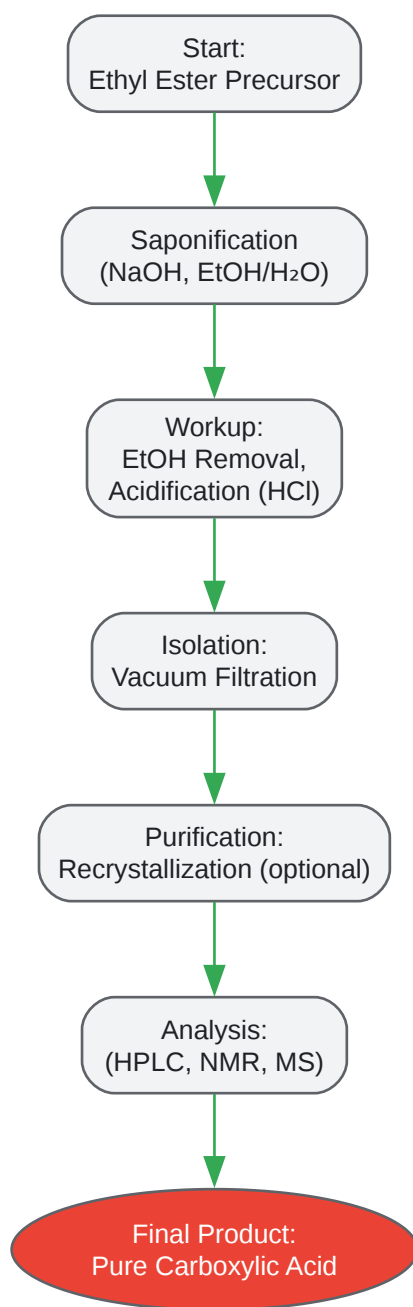 Start:
Ethyl Ester Precursor
Saponification
(NaOH, EtOH/H₂O)
Workup:
EtOH Removal,
Acidification (HCl)
Isolation:
Vacuum Filtration
Purification:
Recrystallization (optional)
Analysis:
(HPLC, NMR, MS)
Final Product:
Pure Carboxylic Acid